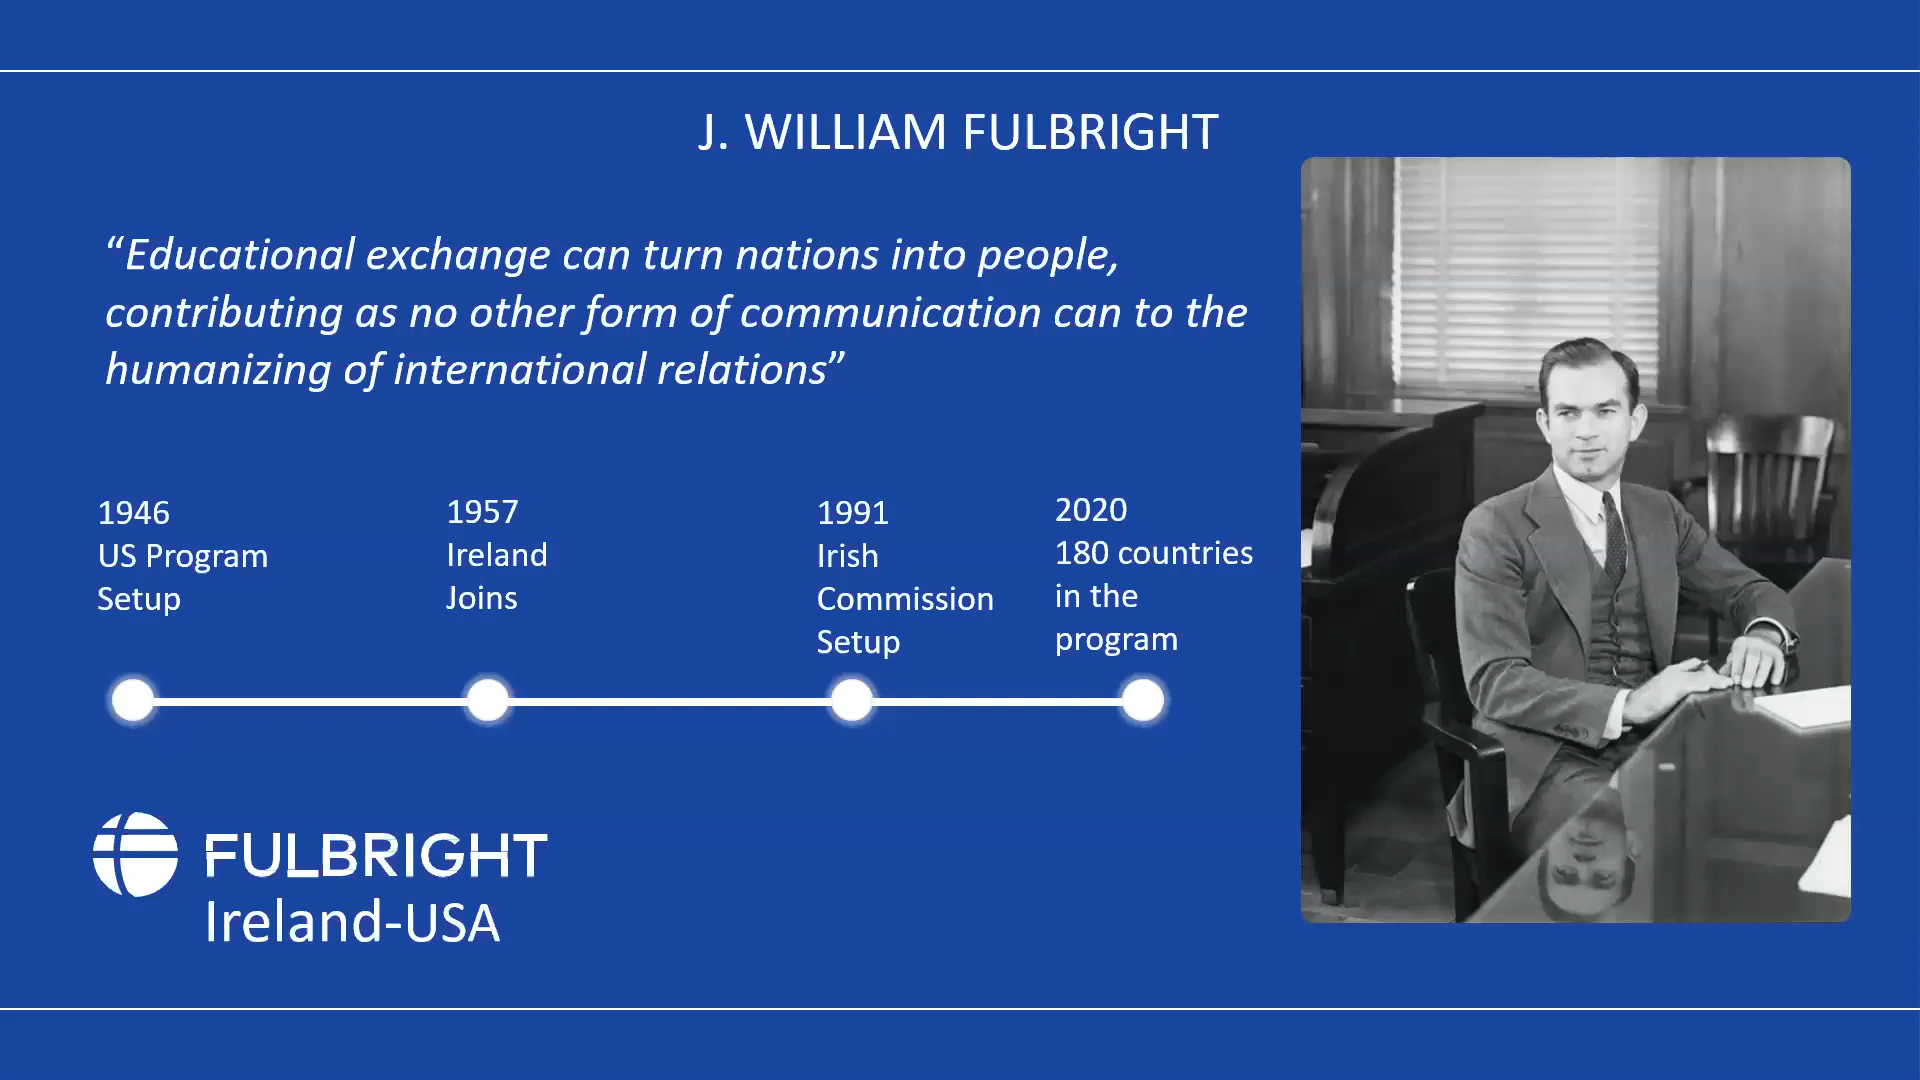 J. WILLIAM FULBRIGHT
“Educational exchange can turn nations into people,
contributing as no other form of communication can to the
humanizing of international relations”
1946
US Program
Setup
1957
Ireland
Joins
1991
Irish
Commission
Setup
2020
180 countries
in the
program
FULBRIGHT
Ireland-USA